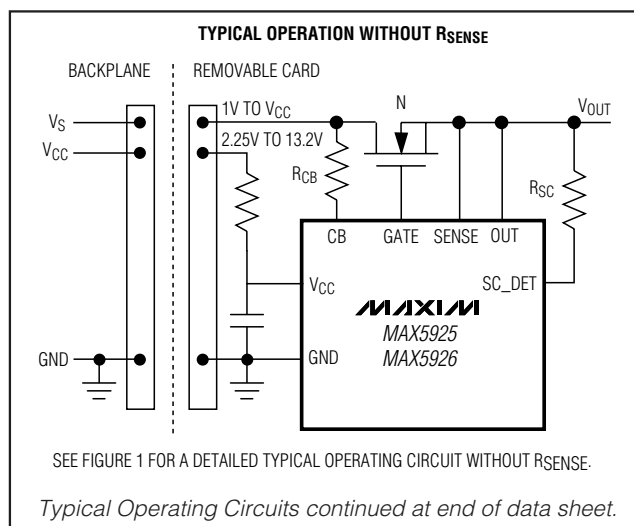 TYPICAL OPERATION WITHOUT RSENSE
BACKPLANE
REMOVABLE CARD
1V TO VCC
N
VOUT
VS
VCC
2.25V TO 13.2V
RCB
RSC
CB
GATE
SENSE
OUT
VCC
SC_DET
MAXIM
MAX5925
MAX5926
GND
GND
SEE FIGURE 1 FOR A DETAILED TYPICAL OPERATING CIRCUIT WITHOUT RSENSE.
Typical Operating Circuits continued at end of data sheet.